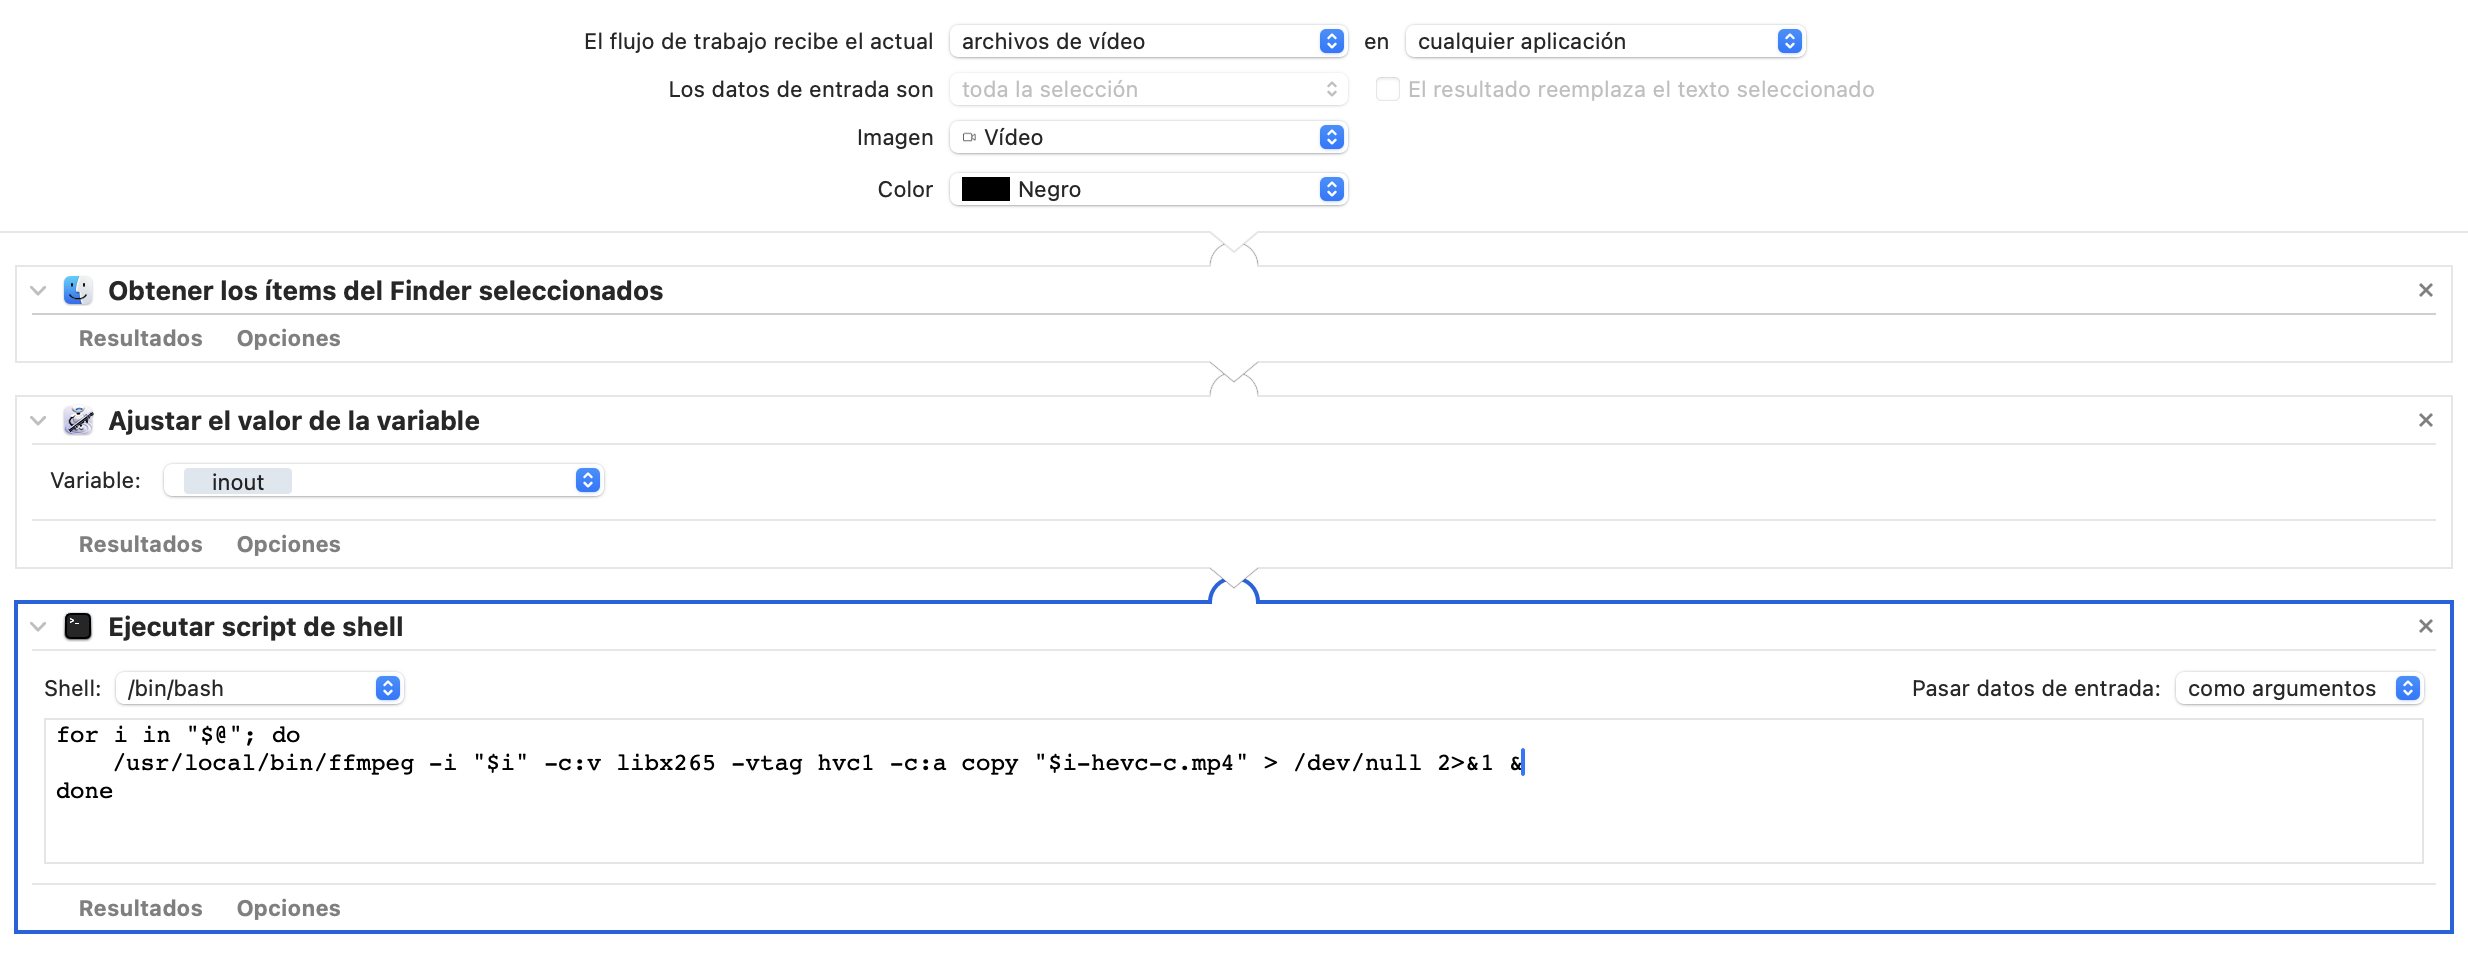 El flujo de trabajo recibe el actual archivos de vídeo en cualquier aplicación
Los datos de entrada son toda la selección El resultado reemplaza el texto seleccionado
Imagen Vídeo
Color Negro
Obtener los ítems del Finder seleccionados
Resultados Opciones
Ajustar el valor de la variable
Variable: inout
Resultados Opciones
Ejecutar script de shell
Shell: /bin/bash Pasar datos de entrada: como argumentos
for i in "$@"; do
    /usr/local/bin/ffmpeg -i "$i" -c:v libx265 -vtag hvc1 -c:a copy "$i-hevc-c.mp4" > /dev/null 2>&1 &
done
Resultados Opciones